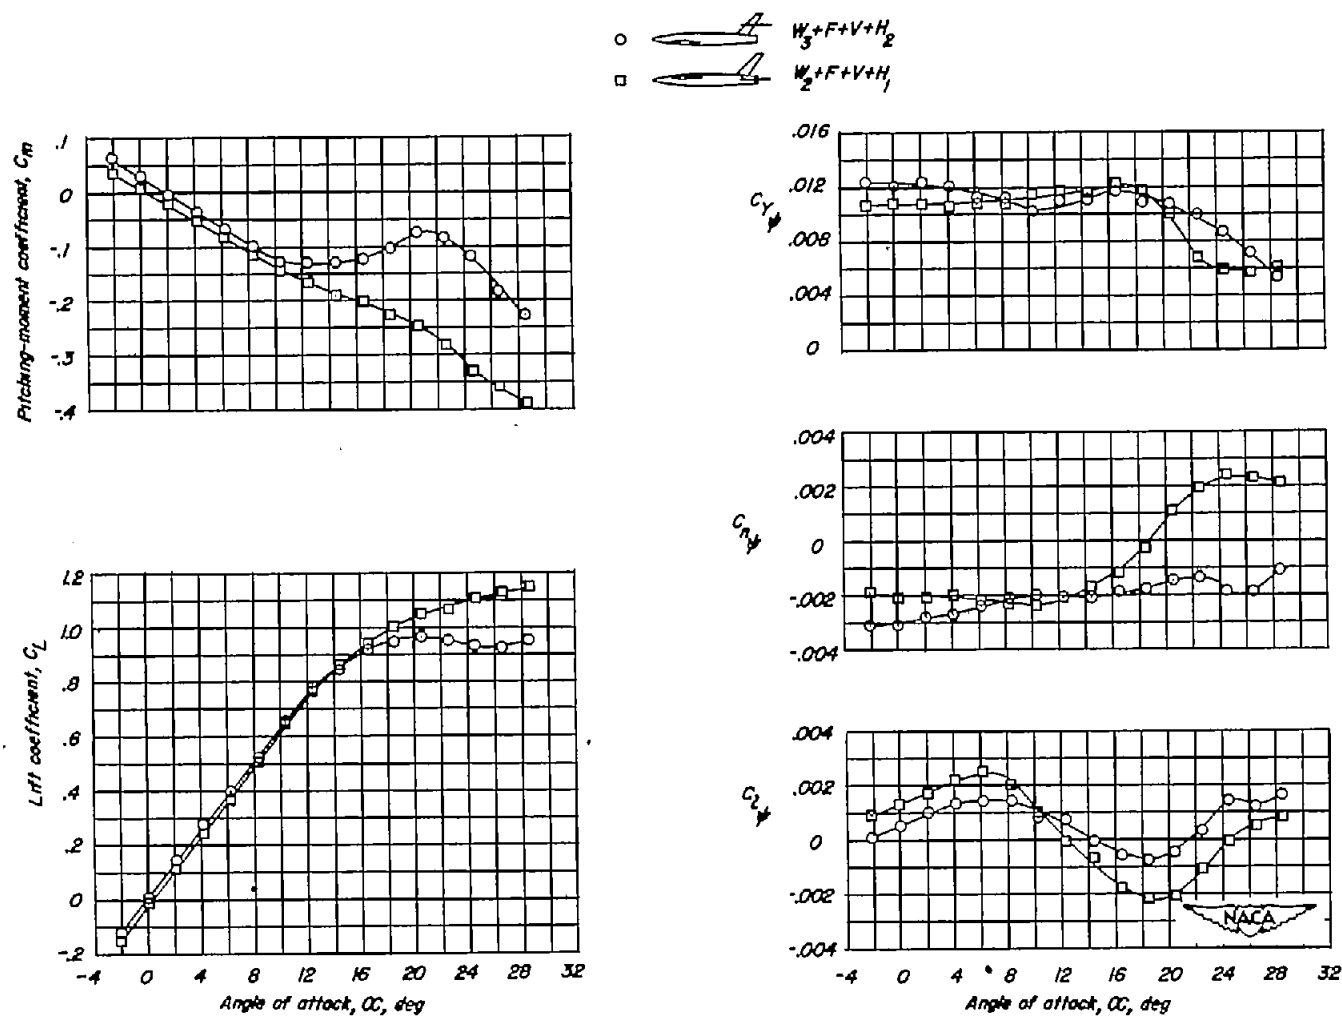 W3+F+V+H2
W2+F+V+H1
Pitching-moment coefficient, Cm
.1
0
-.1
-.2
-.3
-.4
Lift coefficient, CL
1.2
1.0
.8
.6
.4
.2
0
-.2
-4 0 4 8 12 16 20 24 28 32
Angle of attack, α, deg
CYψ
.016
.012
.008
.004
0
Cnψ
.004
.002
0
-.002
-.004
Clψ
.004
.002
0
-.002
-.004
NACA
-4 0 4 8 12 16 20 24 28 32
Angle of attack, α, deg